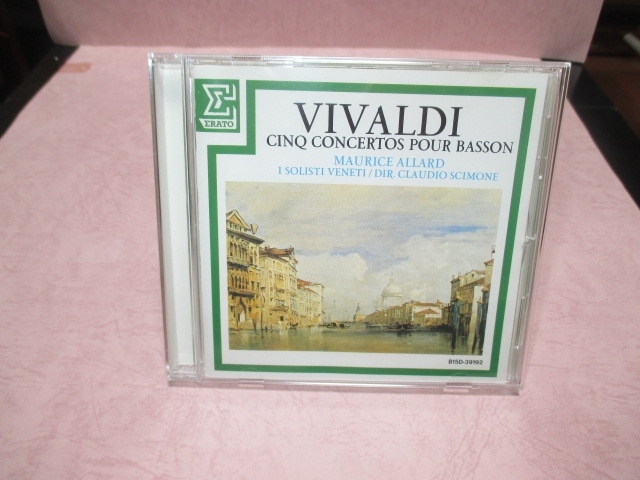 ERATO
VIVALDI
CINQ CONCERTOS POUR BASSON
MAURICE ALLARD
I SOLISTI VENETI / DIR. CLAUDIO SCIMONE
B15D-39192